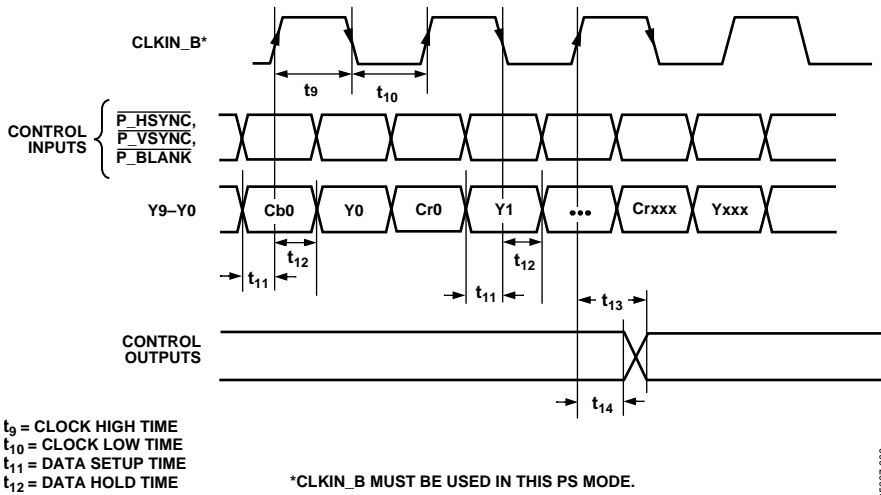 CLKIN_B*
t9
t10
CONTROL INPUTS
P_HSYNC,
P_VSYNC,
P_BLANK
Y9–Y0
Cb0
Y0
Cr0
Y1
•••
Crxxx
Yxxx
t12
t12
t11
t11
t13
CONTROL OUTPUTS
t14
t9 = CLOCK HIGH TIME
t10 = CLOCK LOW TIME
t11 = DATA SETUP TIME
t12 = DATA HOLD TIME
*CLKIN_B MUST BE USED IN THIS PS MODE.